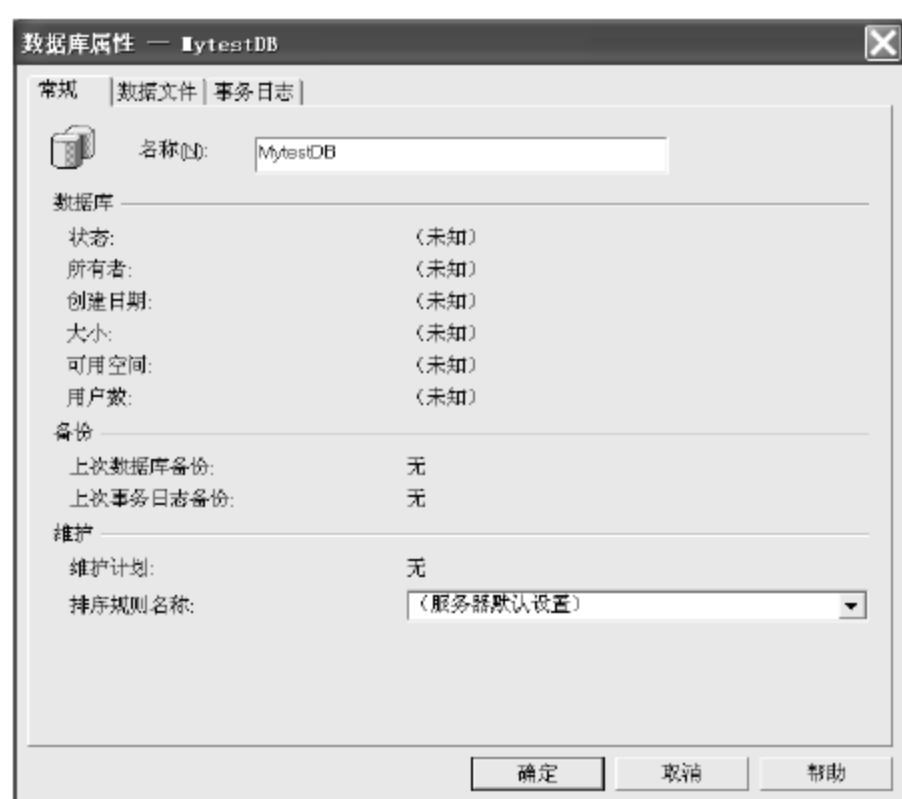 数据库属性 — MytestDB
常规 数据文件 事务日志
名称(N): MytestDB
数据库
状态: （未知）
所有者: （未知）
创建日期: （未知）
大小: （未知）
可用空间: （未知）
用户数: （未知）
备份
上次数据库备份: 无
上次事务日志备份: 无
维护
维护计划: 无
排序规则名称: （服务器默认设置）
确定 取消 帮助